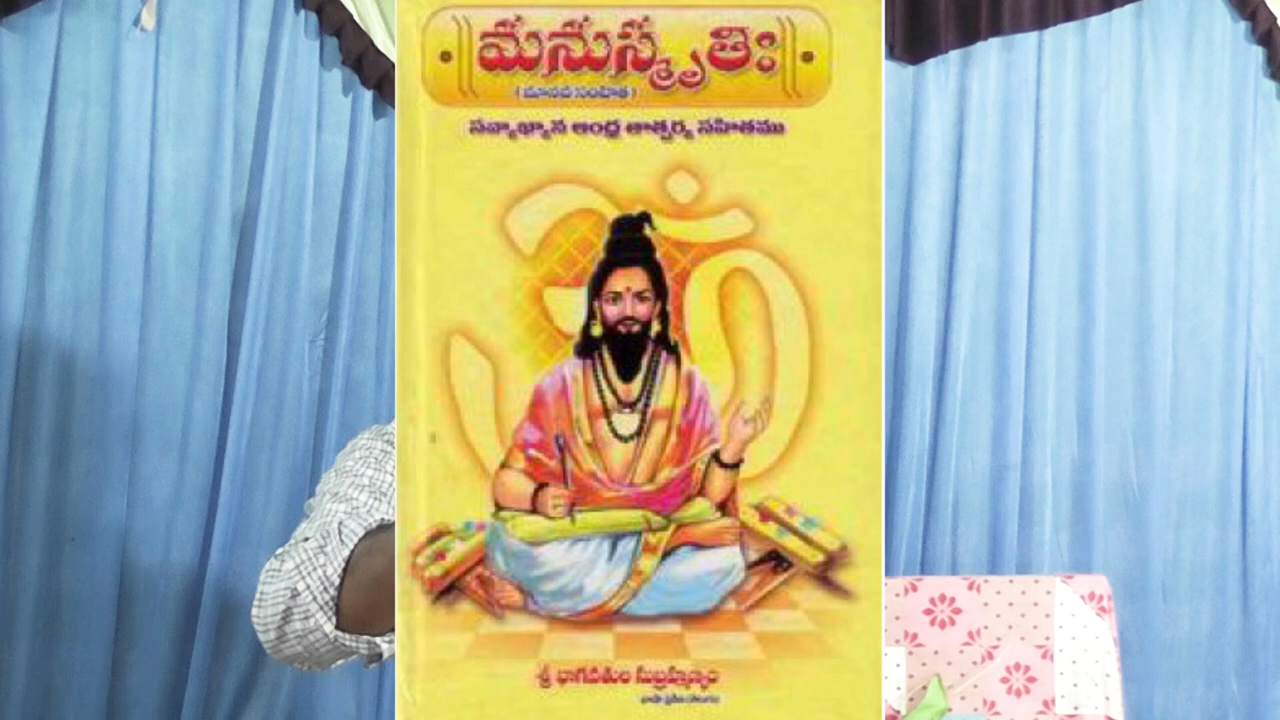 మనుస్మృతిః
(మానవ సంహిత)
సవ్యాఖ్యాన ఆంధ్ర తాత్పర్య సహితము
శ్రీ భాగవతుల సుబ్రహ్మణ్యం